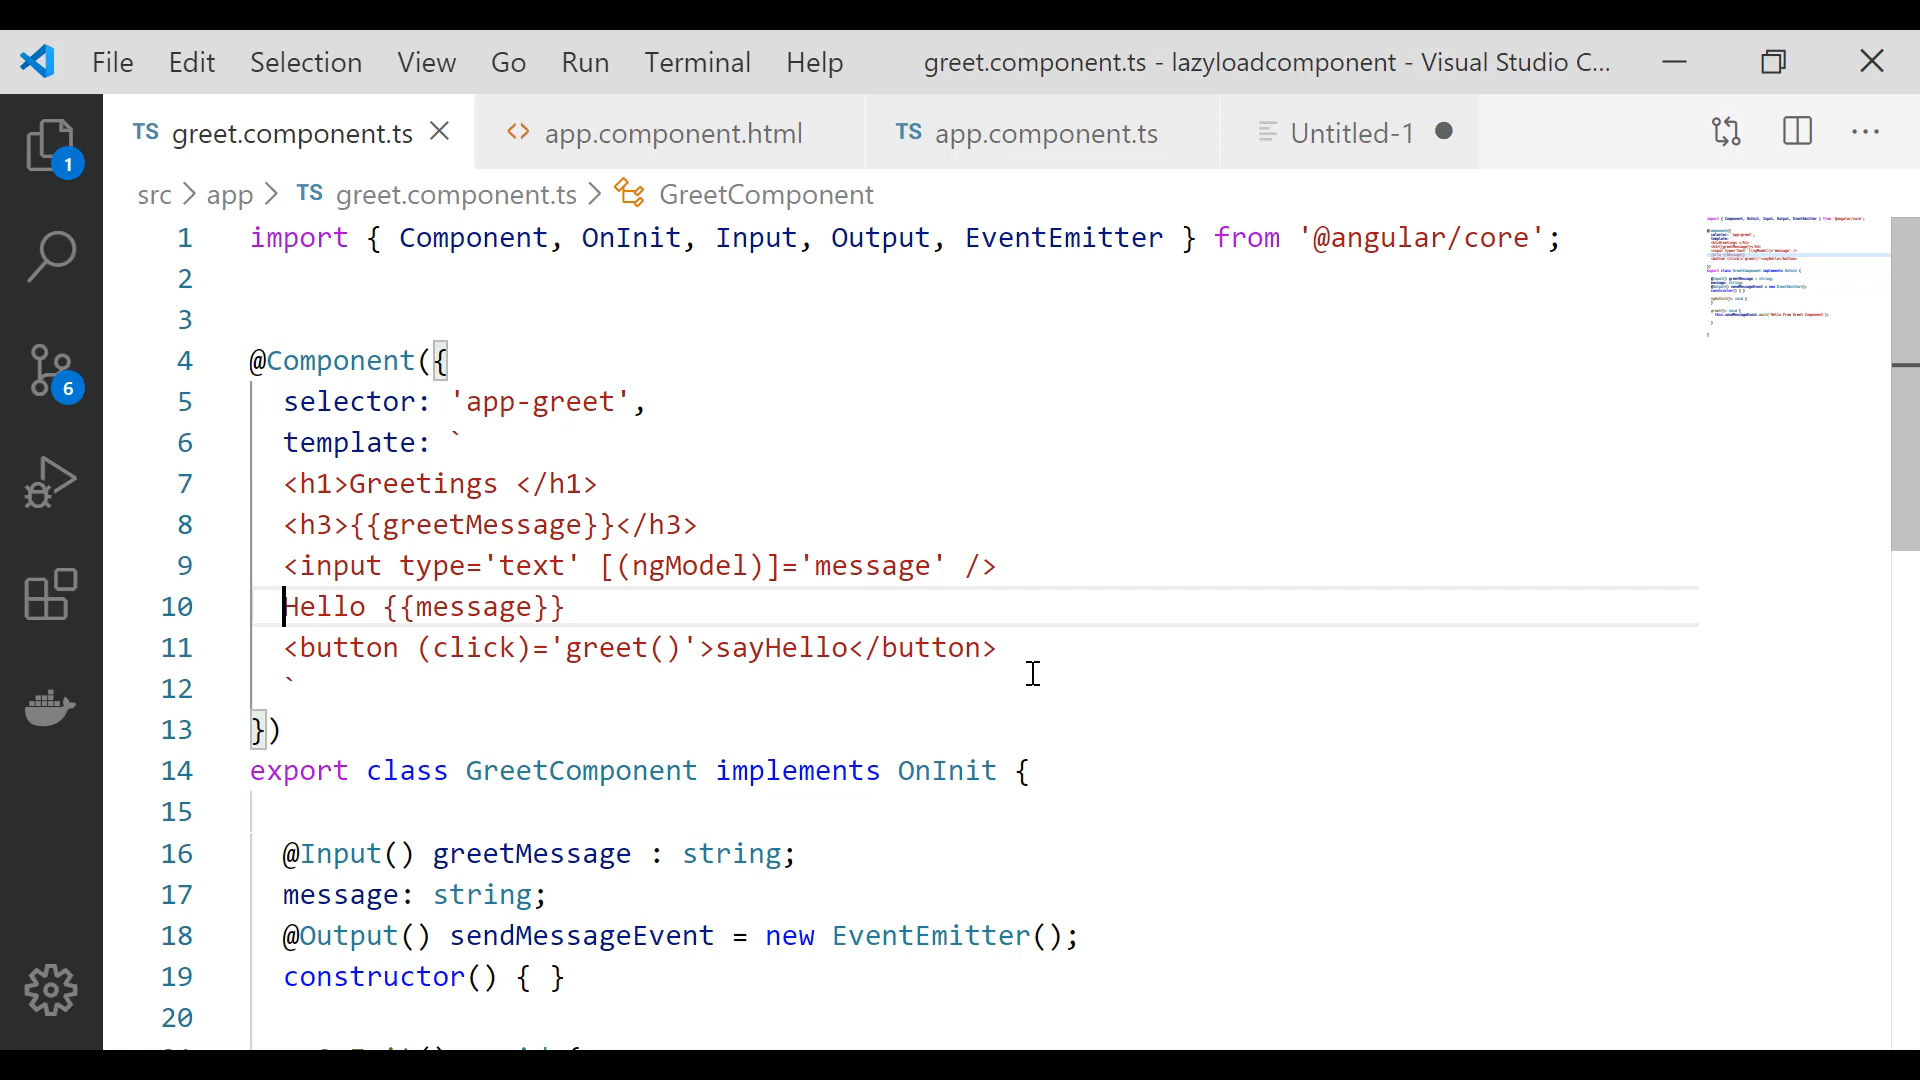 File Edit Selection View Go Run Terminal Help greet.component.ts - lazyloadcomponent - Visual Studio C...
TS greet.component.ts <> app.component.html TS app.component.ts Untitled-1
src > app > TS greet.component.ts > GreetComponent
1 import { Component, OnInit, Input, Output, EventEmitter } from '@angular/core';
2
3
4 @Component({
5 selector: 'app-greet',
6 template: `
7 <h1>Greetings </h1>
8 <h3>{{greetMessage}}</h3>
9 <input type='text' [(ngModel)]='message' />
10 Hello {{message}}
11 <button (click)='greet()'>sayHello</button>
12 `
13 })
14 export class GreetComponent implements OnInit {
15
16 @Input() greetMessage : string;
17 message: string;
18 @Output() sendMessageEvent = new EventEmitter();
19 constructor() { }
20
1
6